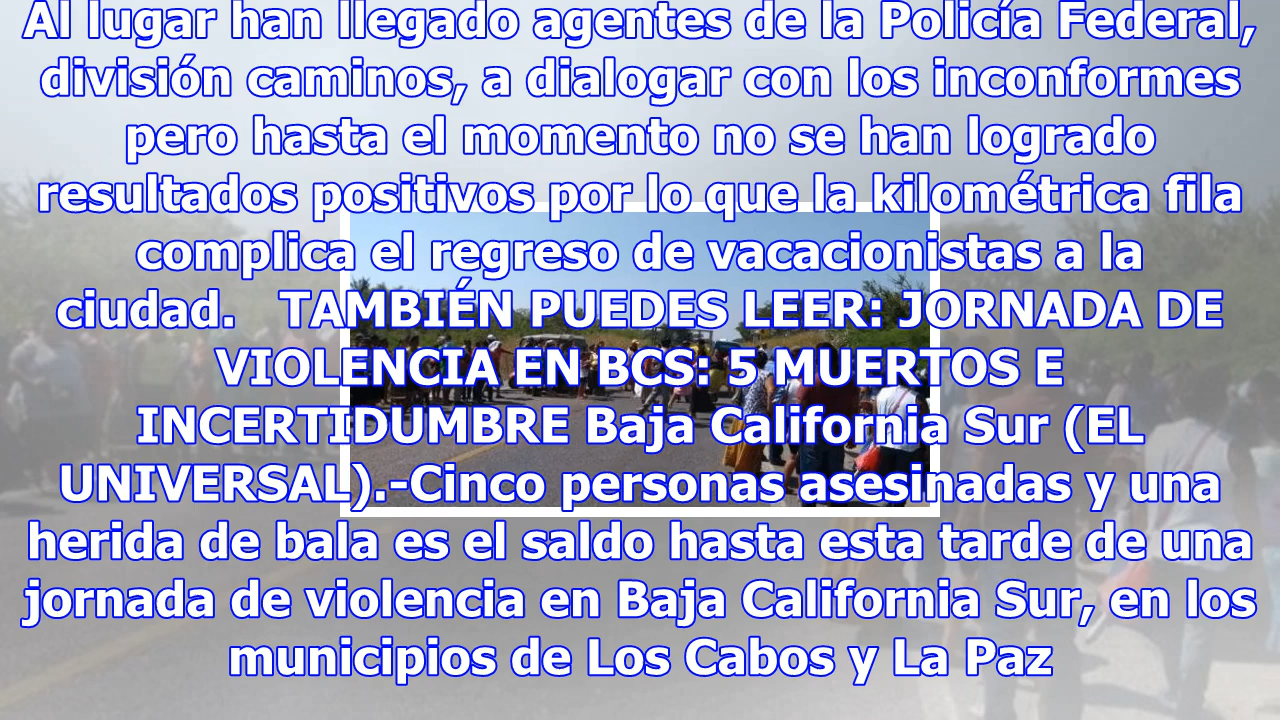 Al lugar han llegado agentes de la Policía Federal,
división caminos, a dialogar con los inconformes
pero hasta el momento no se han logrado
resultados positivos por lo que la kilométrica fila
complica el regreso de vacacionistas a la
ciudad.   TAMBIÉN PUEDES LEER: JORNADA DE
VIOLENCIA EN BCS: 5 MUERTOS E
INCERTIDUMBRE Baja California Sur (EL
UNIVERSAL).-Cinco personas asesinadas y una
herida de bala es el saldo hasta esta tarde de una
jornada de violencia en Baja California Sur, en los
municipios de Los Cabos y La Paz